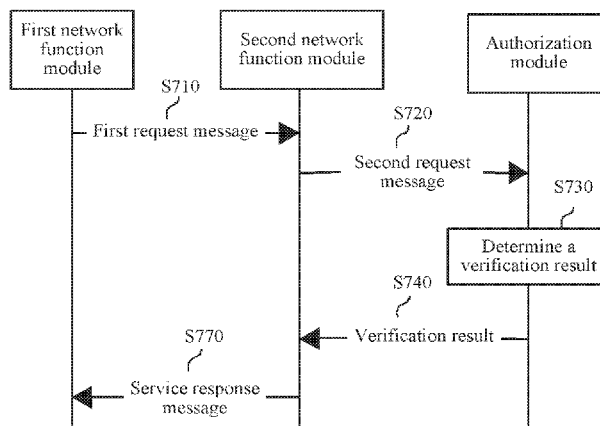 First network
function module
Second network
function module
Authorization
module
S710
First request message
S720
Second request
message
S730
Determine a
verification result
S740
Verification result
S770
Service response
message